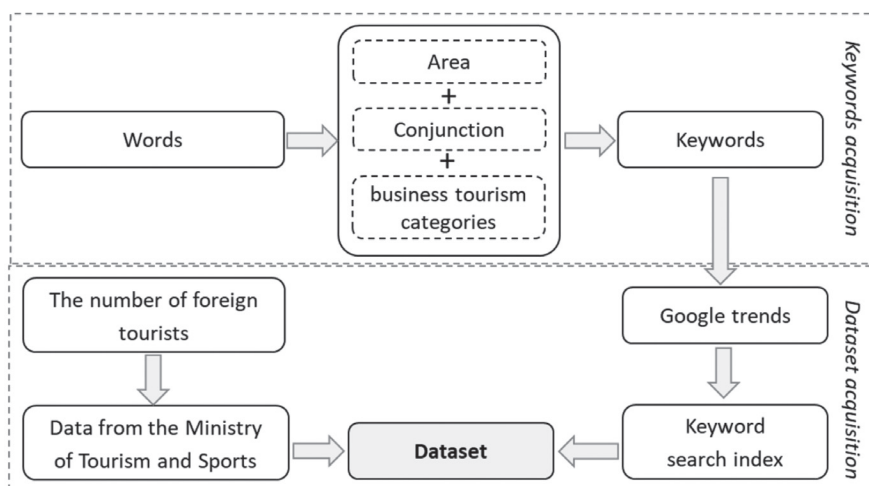 Area
+
Words
Conjunction
Keywords
+
business tourism
categories
Keywords acquisition
The number of foreign
tourists
Google trends
Data from the Ministry
of Tourism and Sports
Dataset
Keyword
search index
Dataset acquisition